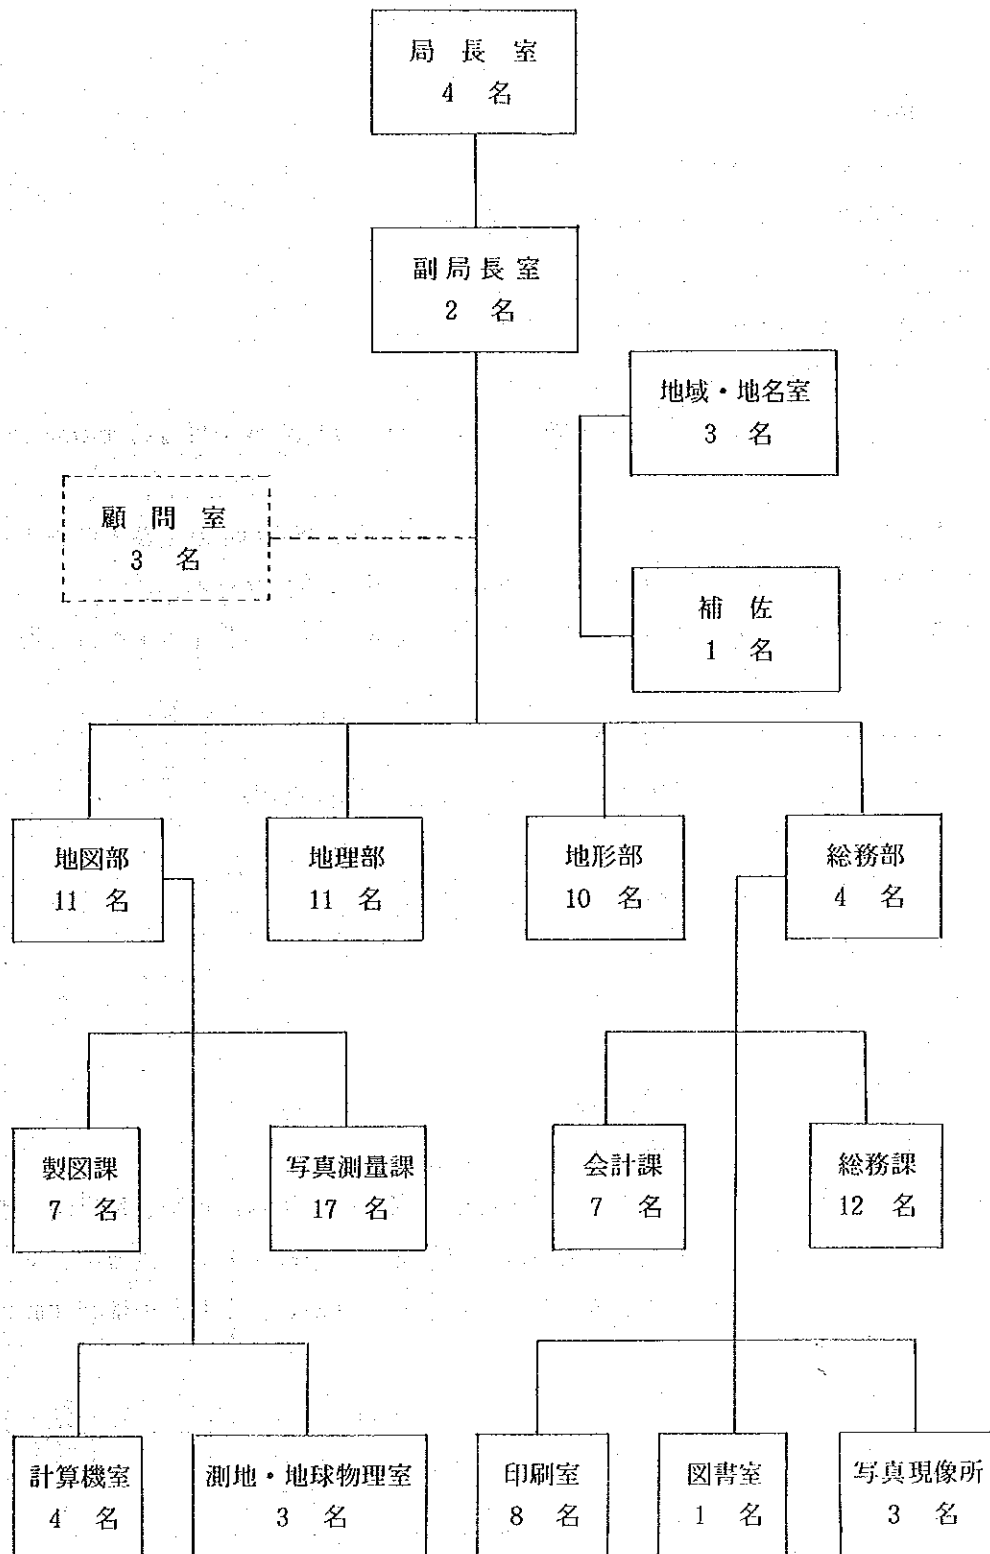 局長室
4 名
副局長室
2 名
地域・地名室
3 名
顧問室
3 名
補佐
1 名
地図部
11 名
地理部
11 名
地形部
10 名
総務部
4 名
製図課
7 名
写真測量課
17 名
会計課
7 名
総務課
12 名
計算機室
4 名
測地・地球物理室
3 名
印刷室
8 名
図書室
1 名
写真現像所
3 名